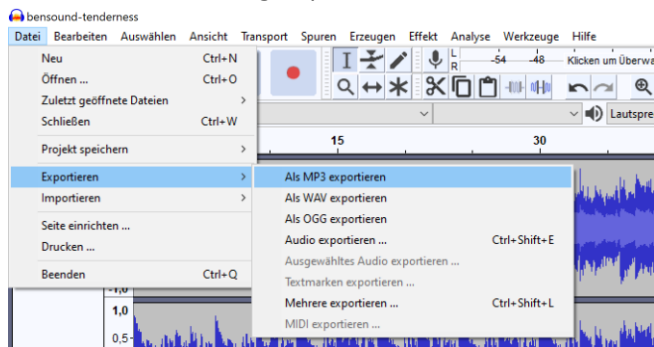 bensound-tenderness
Datei Bearbeiten Auswählen Ansicht Transport Spuren Erzeugen Effekt Analyse Werkzeuge Hilfe
Neu Ctrl+N
Öffnen ... Ctrl+O
Zuletzt geöffnete Dateien >
Schließen Ctrl+W
Projekt speichern >
Exportieren >
Importieren >
Seite einrichten ...
Drucken ...
Beenden Ctrl+Q
L
R
-54 -48 Klicken um Überwa
Lautspre
15 30
Als MP3 exportieren
Als WAV exportieren
Als OGG exportieren
Audio exportieren ... Ctrl+Shift+E
Ausgewähltes Audio exportieren ...
Textmarken exportieren ...
Mehrere exportieren ... Ctrl+Shift+L
MIDI exportieren ...
-1,0
1,0
0,5-